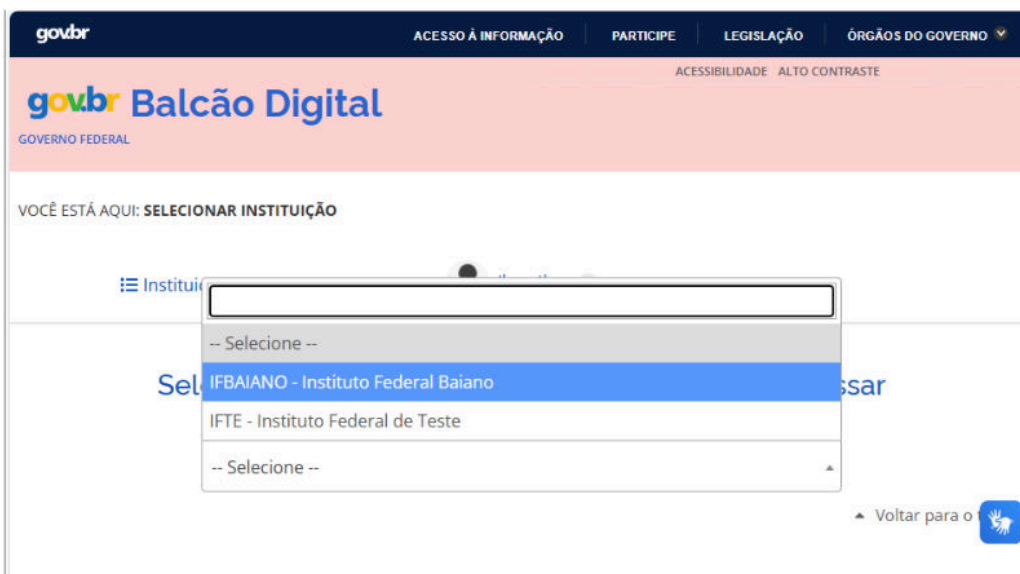 gov.br
ACESSO À INFORMAÇÃO PARTICIPE LEGISLAÇÃO ÓRGÃOS DO GOVERNO
ACESSIBILIDADE ALTO CONTRASTE
gov.br Balcão Digital
GOVERNO FEDERAL
VOCÊ ESTÁ AQUI: SELECIONAR INSTITUIÇÃO
-- Selecione --
IFBAIANO - Instituto Federal Baiano
IFTE - Instituto Federal de Teste
-- Selecione --
Voltar para o